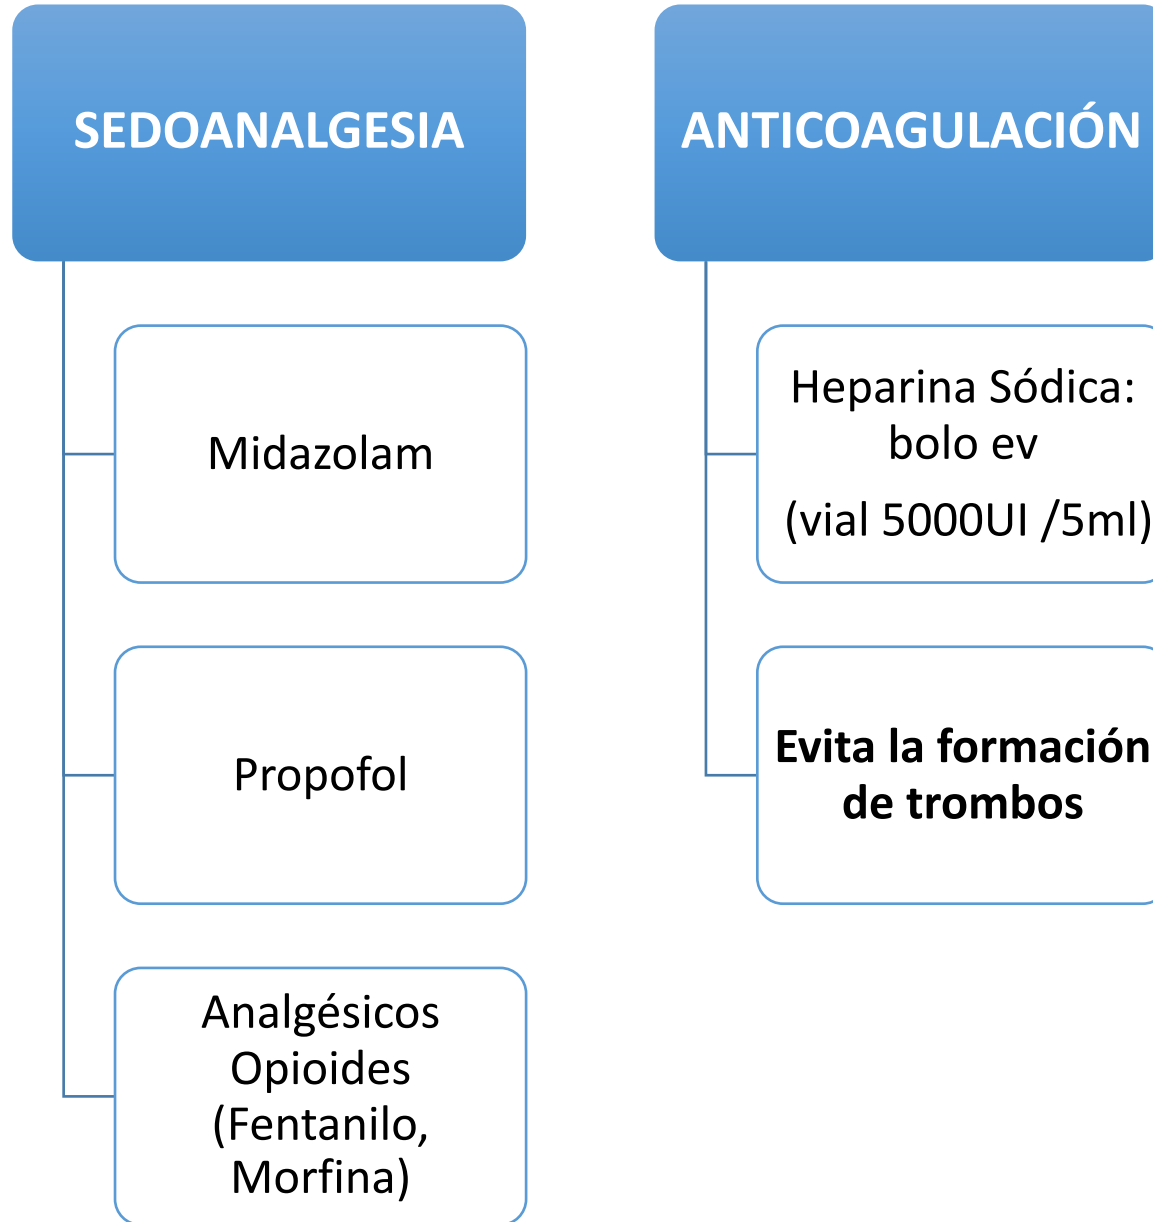 SEDOANALGESIA
Midazolam
Propofol
Analgésicos
Opioides
(Fentanilo,
Morfina)
ANTICOAGULACIÓN
Heparina Sódica:
bolo ev
(vial 5000UI /5ml)
Evita la formación
de trombos